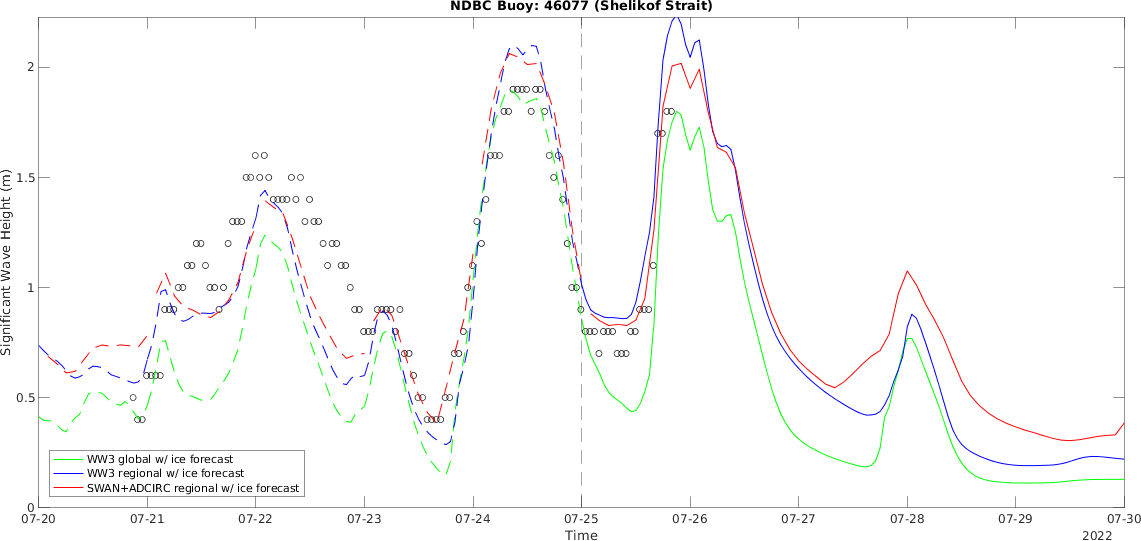 NDBC Buoy: 46077 (Shelikof Strait)
Significant Wave Height (m)
2
1.5
1
0.5
0
WW3 global w/ ice forecast
WW3 regional w/ ice forecast
SWAN+ADCIRC regional w/ ice forecast
07-20 07-21 07-22 07-23 07-24 07-25 07-26 07-27 07-28 07-29 07-30
Time
2022